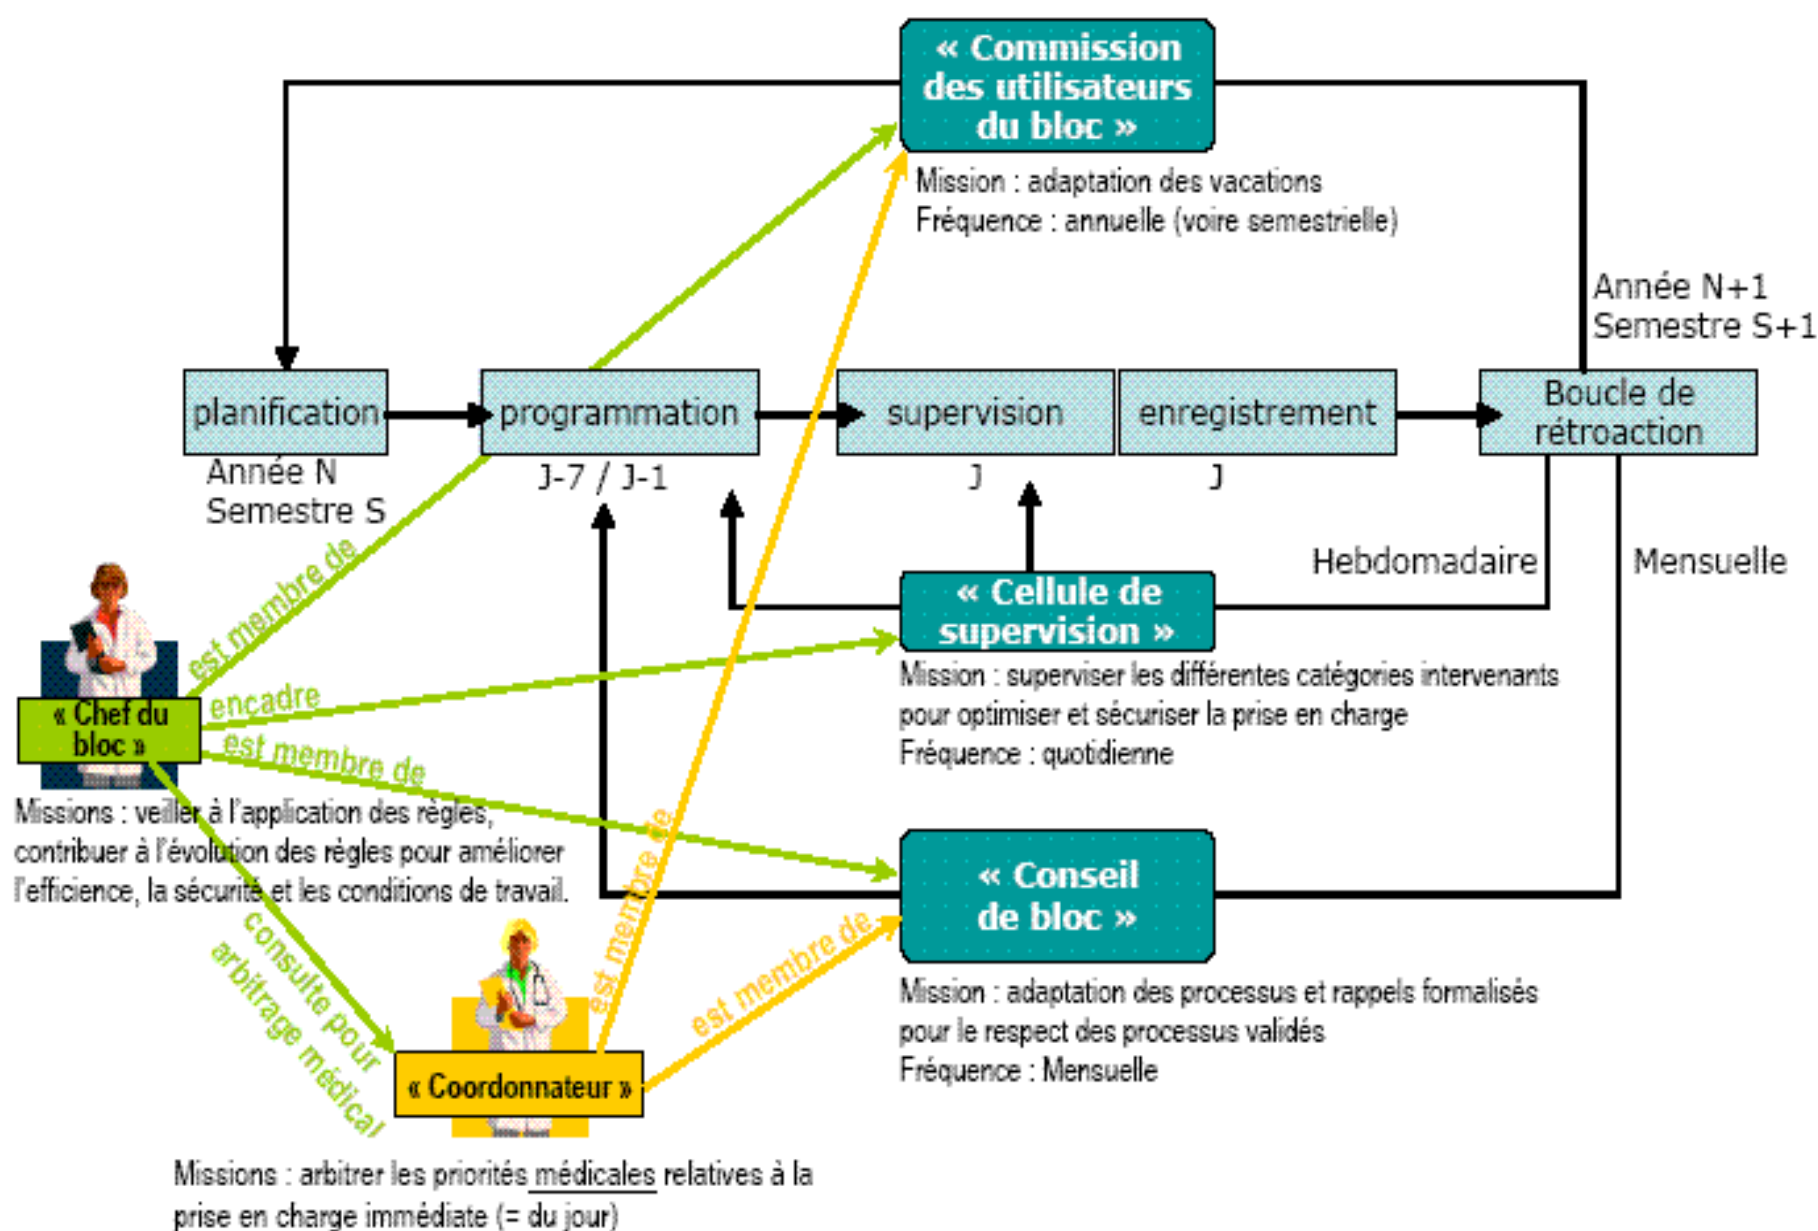 « Commission
des utilisateurs
du bloc »
Mission : adaptation des vacations
Fréquence : annuelle (voire semestrielle)
Année N+1
Semestre S+1
planification
programmation
supervision
enregistrement
Boucle de
rétroaction
Année N
Semestre S
J-7 / J-1
J
J
Hebdomadaire
Mensuelle
« Cellule de
supervision »
Mission : superviser les différentes catégories intervenants
pour optimiser et sécuriser la prise en charge
Fréquence : quotidienne
est membre de
encadre
est membre de
« Chef du
bloc »
Missions : veiller à l'application des règles,
contribuer à l'évolution des règles pour améliorer
l'efficience, la sécurité et les conditions de travail.
consulte pour
arbitrage médical
est membre de
est membre de
« Conseil
de bloc »
Mission : adaptation des processus et rappels formalisés
pour le respect des processus validés
Fréquence : Mensuelle
« Coordonnateur »
Missions : arbitrer les priorités médicales relatives à la
prise en charge immédiate (= du jour)